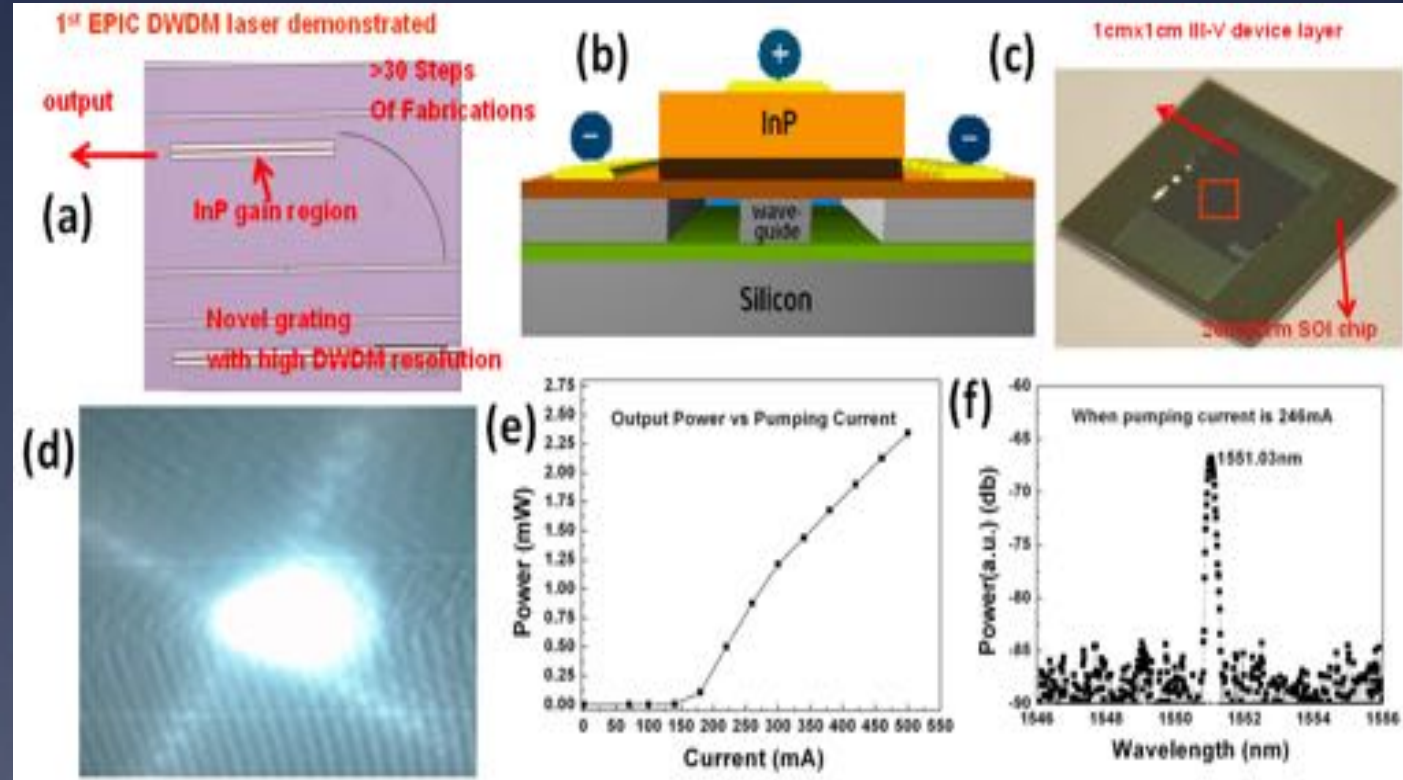 1st EPIC DWDM laser demonstrated
>30 Steps
Of Fabrications
output
InP gain region
(a)
Novel grating
with high DWDM resolution
(b)
+
InP
−
−
wave-
guide
Silicon
(c)
1cmx1cm III-V device layer
SOI chip
(d)
(e)
Output Power vs Pumping Current
Power (mW)
2.75
2.50
2.25
2.00
1.75
1.50
1.25
1.00
0.75
0.50
0.25
0.00
0 50 100 150 200 250 300 350 400 450 500 550
Current (mA)
(f)
When pumping current is 246mA
1551.03nm
Power(a.u.) (db)
-60
-65
-70
-75
-80
-85
-90
1546 1548 1550 1552 1554 1556
Wavelength (nm)